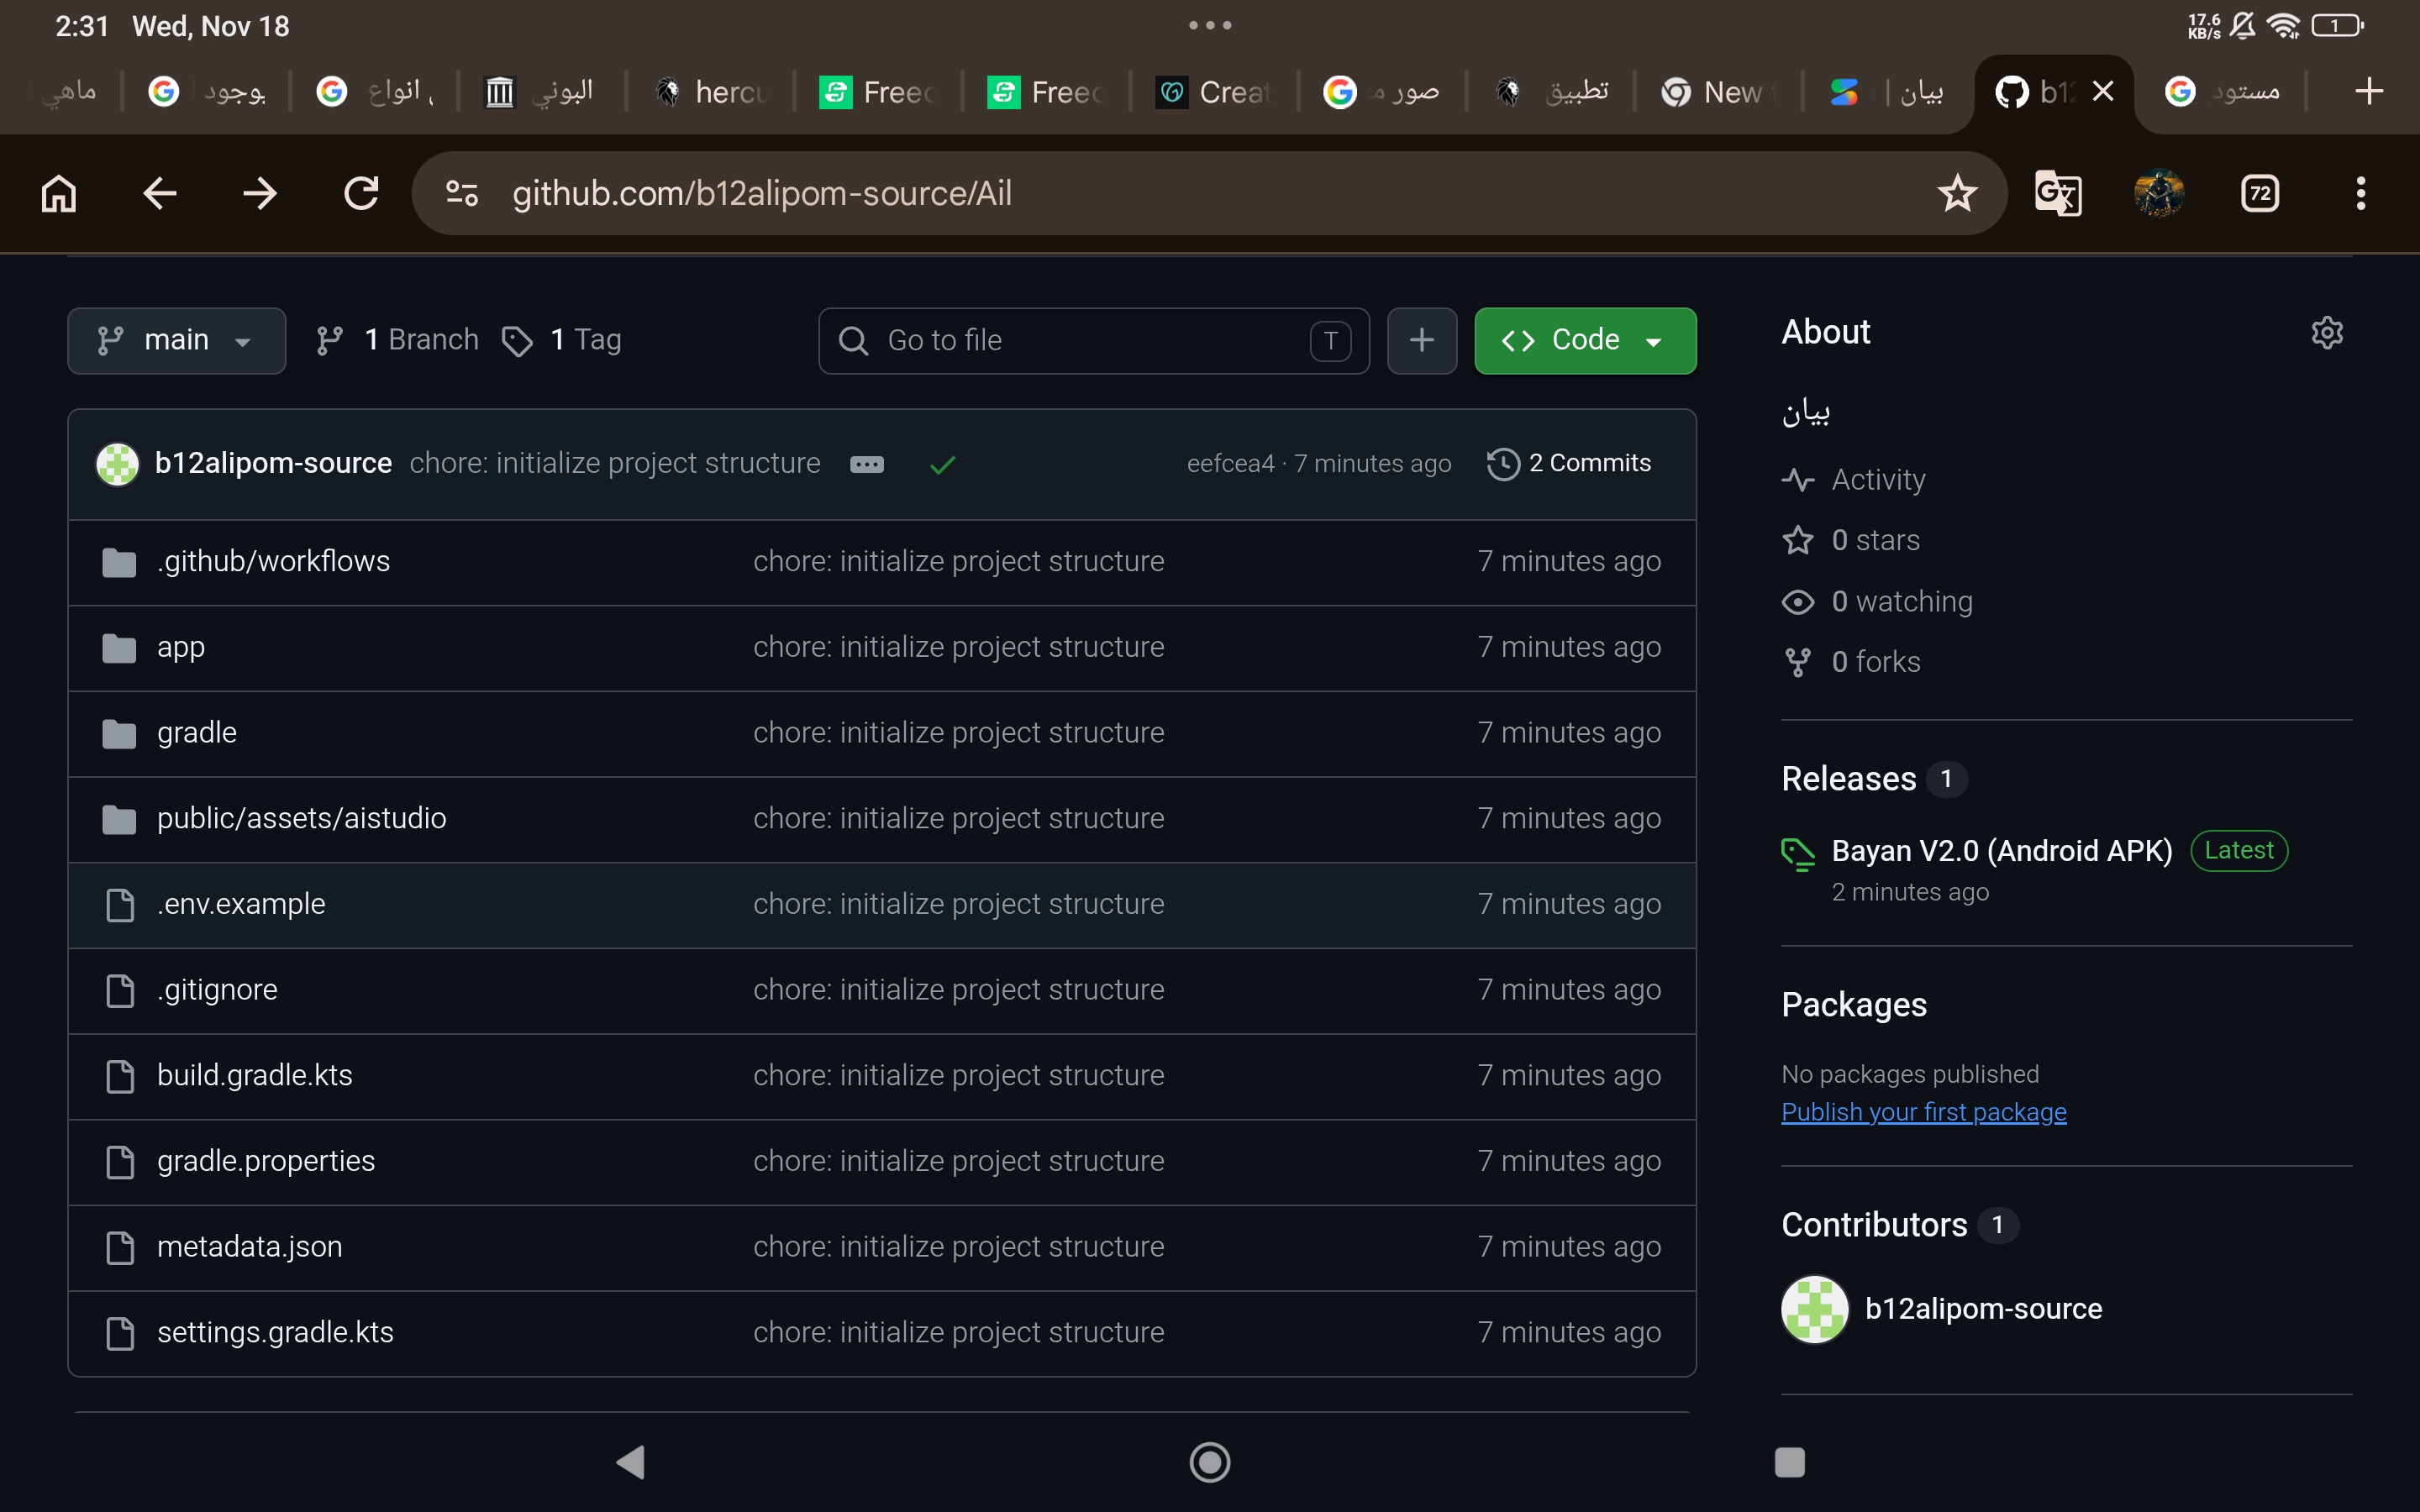 2:31 Wed, Nov 18
17.6 KB/s
1
ماهي
بوجود
انواع
البوني
hercu
Freec
Freec
Creat
صور م
تطبيق
New
بيان |
b12
مستود
github.com/b12alipom-source/Ail
72
main
1 Branch
1 Tag
Go to file
T
Code
b12alipom-source chore: initialize project structure
eefcea4 · 7 minutes ago
2 Commits
.github/workflows chore: initialize project structure 7 minutes ago
app chore: initialize project structure 7 minutes ago
gradle chore: initialize project structure 7 minutes ago
public/assets/aistudio chore: initialize project structure 7 minutes ago
.env.example chore: initialize project structure 7 minutes ago
.gitignore chore: initialize project structure 7 minutes ago
build.gradle.kts chore: initialize project structure 7 minutes ago
gradle.properties chore: initialize project structure 7 minutes ago
metadata.json chore: initialize project structure 7 minutes ago
settings.gradle.kts chore: initialize project structure 7 minutes ago
About
بيان
Activity
0 stars
0 watching
0 forks
Releases 1
Bayan V2.0 (Android APK) Latest
2 minutes ago
Packages
No packages published
Publish your first package
Contributors 1
b12alipom-source